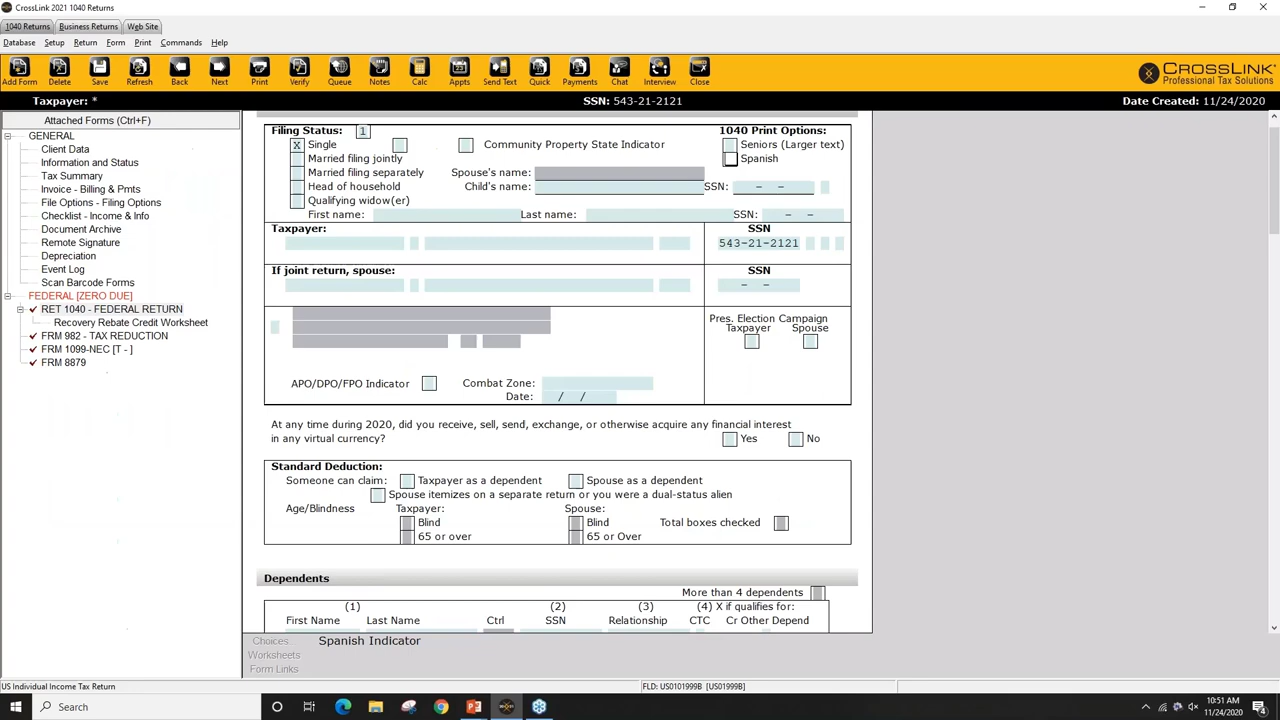 CrossLink 2021 1040 Returns
1040 Returns Business Returns Web Site
Database Setup Return Form Print Commands Help
Add Form Delete Save Refresh Back Next Print Verify Queue Notes Calc Appts Send Text Quick Payments Chat Interview Close
CROSSLINK
Professional Tax Solutions
Taxpayer: * SSN: 543-21-2121 Date Created: 11/24/2020
Attached Forms (Ctrl+F)
GENERAL
Client Data
Information and Status
Tax Summary
Invoice - Billing & Pmts
File Options - Filing Options
Checklist - Income & Info
Document Archive
Remote Signature
Depreciation
Event Log
Scan Barcode Forms
FEDERAL [ZERO DUE]
RET 1040 - FEDERAL RETURN
Recovery Rebate Credit Worksheet
FRM 982 - TAX REDUCTION
FRM 1099-NEC [T - ]
FRM 8879
Filing Status: 1 1040 Print Options:
X Single Community Property State Indicator Seniors (Larger text)
Married filing jointly Spanish
Married filing separately Spouse's name:
Head of household Child's name: SSN: - -
Qualifying widow(er)
First name: Last name: SSN: - -
Taxpayer: SSN
543-21-2121
If joint return, spouse: SSN
- -
Pres. Election Campaign
Taxpayer Spouse
APO/DPO/FPO Indicator Combat Zone:
Date: / /
At any time during 2020, did you receive, sell, send, exchange, or otherwise acquire any financial interest
in any virtual currency? Yes No
Standard Deduction:
Someone can claim: Taxpayer as a dependent Spouse as a dependent
Spouse itemizes on a separate return or you were a dual-status alien
Age/Blindness Taxpayer: Spouse:
Blind Blind Total boxes checked
65 or over 65 or Over
Dependents
More than 4 dependents
(1) (2) (3) (4) X if qualifies for:
First Name Last Name Ctrl SSN Relationship CTC Cr Other Depend
Choices Spanish Indicator
Worksheets
Form Links
US Individual Income Tax Return FLD: US0101999B [US01999B]
Search
10:51 AM
11/24/2020
4